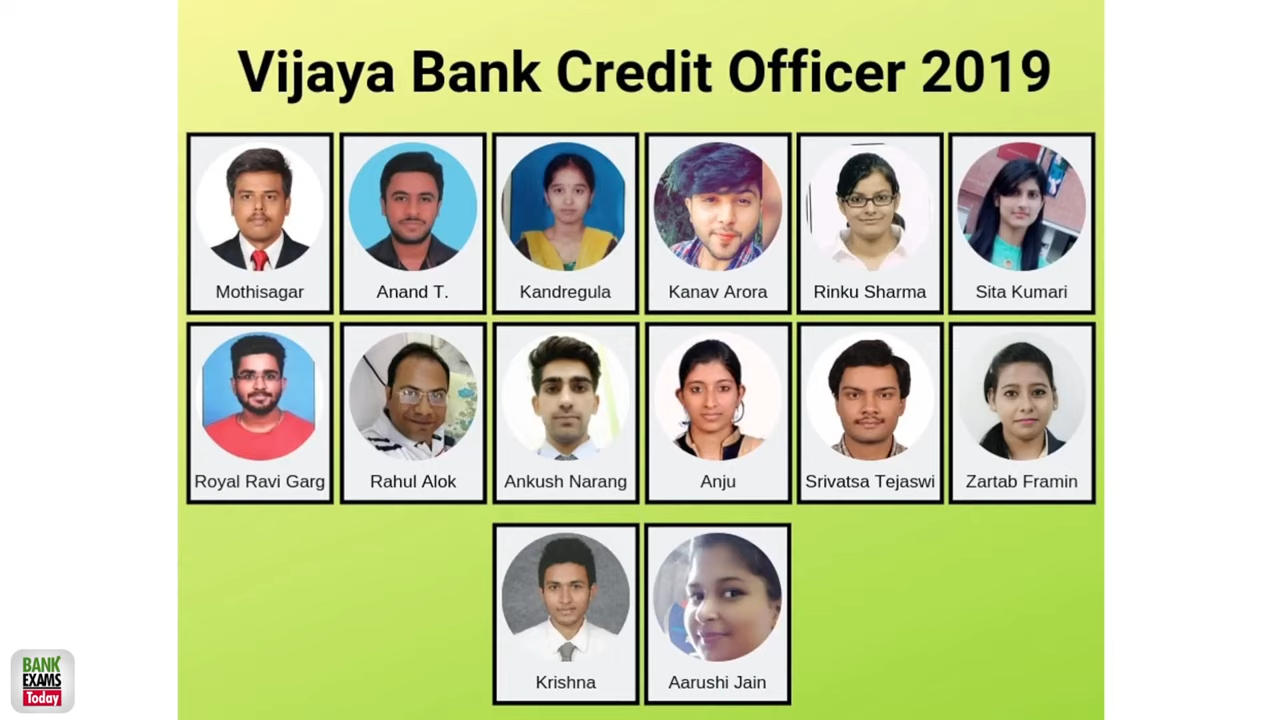 Vijaya Bank Credit Officer 2019
Mothisagar
Anand T.
Kandregula
Kanav Arora
Rinku Sharma
Sita Kumari
Royal Ravi Garg
Rahul Alok
Ankush Narang
Anju
Srivatsa Tejaswi
Zartab Framin
Krishna
Aarushi Jain
BANK
EXAMS
Today